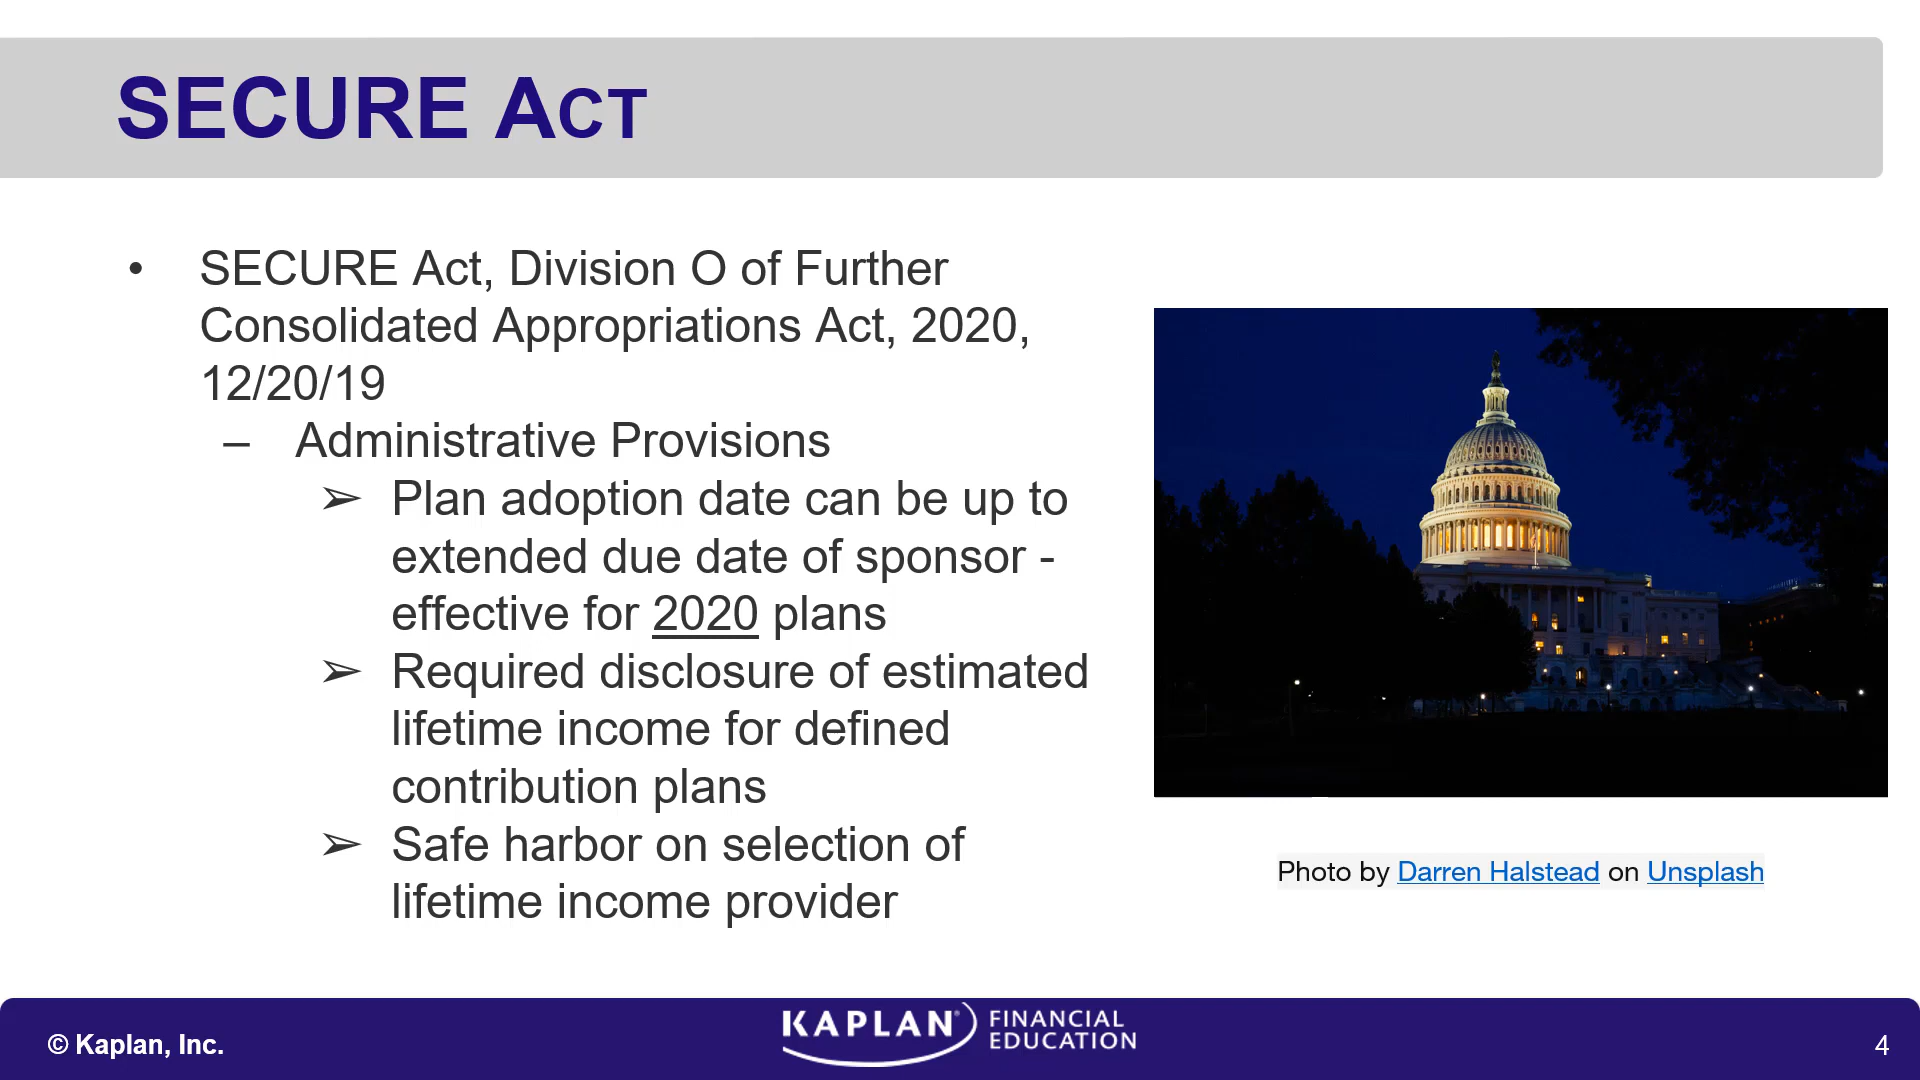 SECURE ACT
• SECURE Act, Division O of Further
Consolidated Appropriations Act, 2020,
12/20/19
– Administrative Provisions
➢ Plan adoption date can be up to
extended due date of sponsor -
effective for 2020 plans
➢ Required disclosure of estimated
lifetime income for defined
contribution plans
➢ Safe harbor on selection of
lifetime income provider
Photo by Darren Halstead on Unsplash
© Kaplan, Inc.
KAPLAN® FINANCIAL
EDUCATION
4